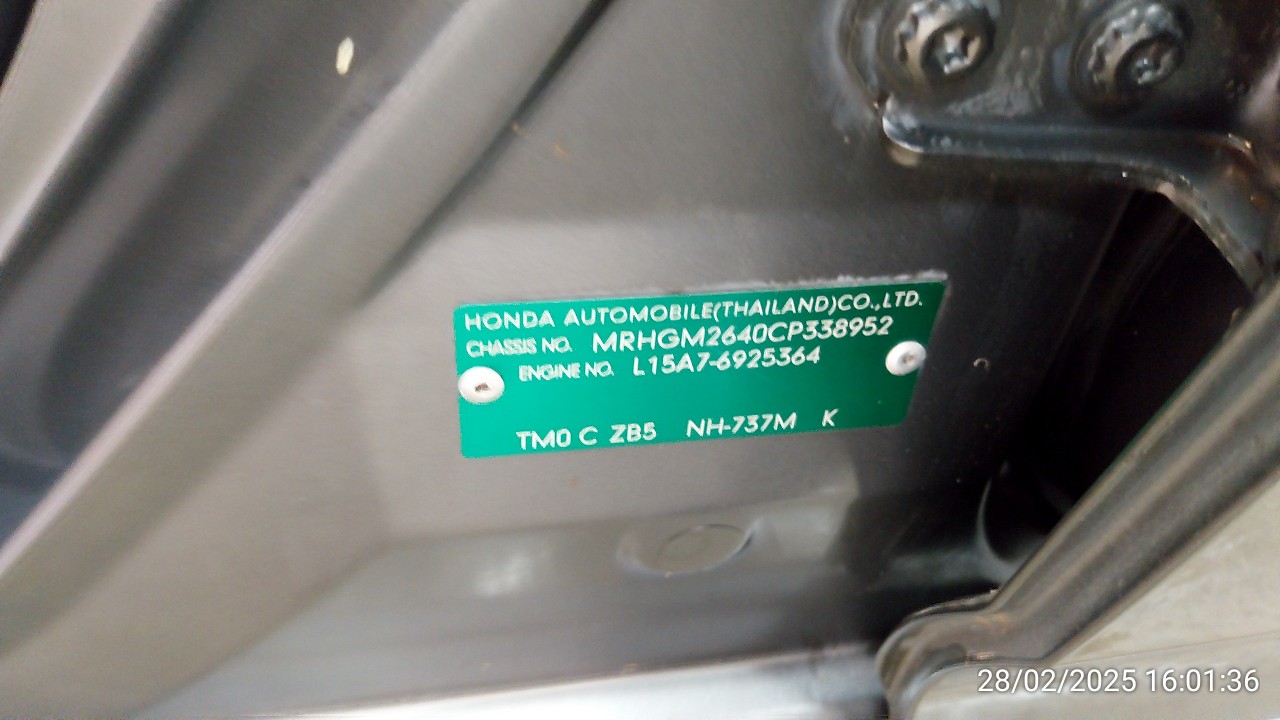 HONDA AUTOMOBILE(THAILAND)CO.,LTD.
CHASSIS NO. MRHGM2640CP338952
ENGINE NO. L15A7-6925364
TM0 C ZB5 NH-737M K
28/02/2025 16:01:36